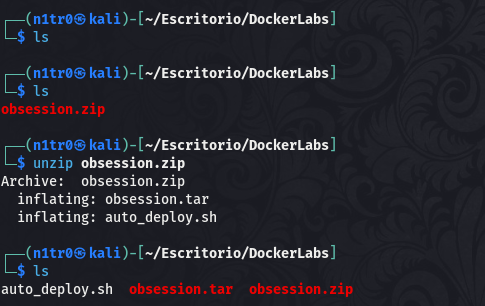 ┌──(n1tr0㉿kali)-[~/Escritorio/DockerLabs]
└─$ ls

┌──(n1tr0㉿kali)-[~/Escritorio/DockerLabs]
└─$ ls
obsession.zip

┌──(n1tr0㉿kali)-[~/Escritorio/DockerLabs]
└─$ unzip obsession.zip
Archive:  obsession.zip
  inflating: obsession.tar
  inflating: auto_deploy.sh

┌──(n1tr0㉿kali)-[~/Escritorio/DockerLabs]
└─$ ls
auto_deploy.sh  obsession.tar  obsession.zip